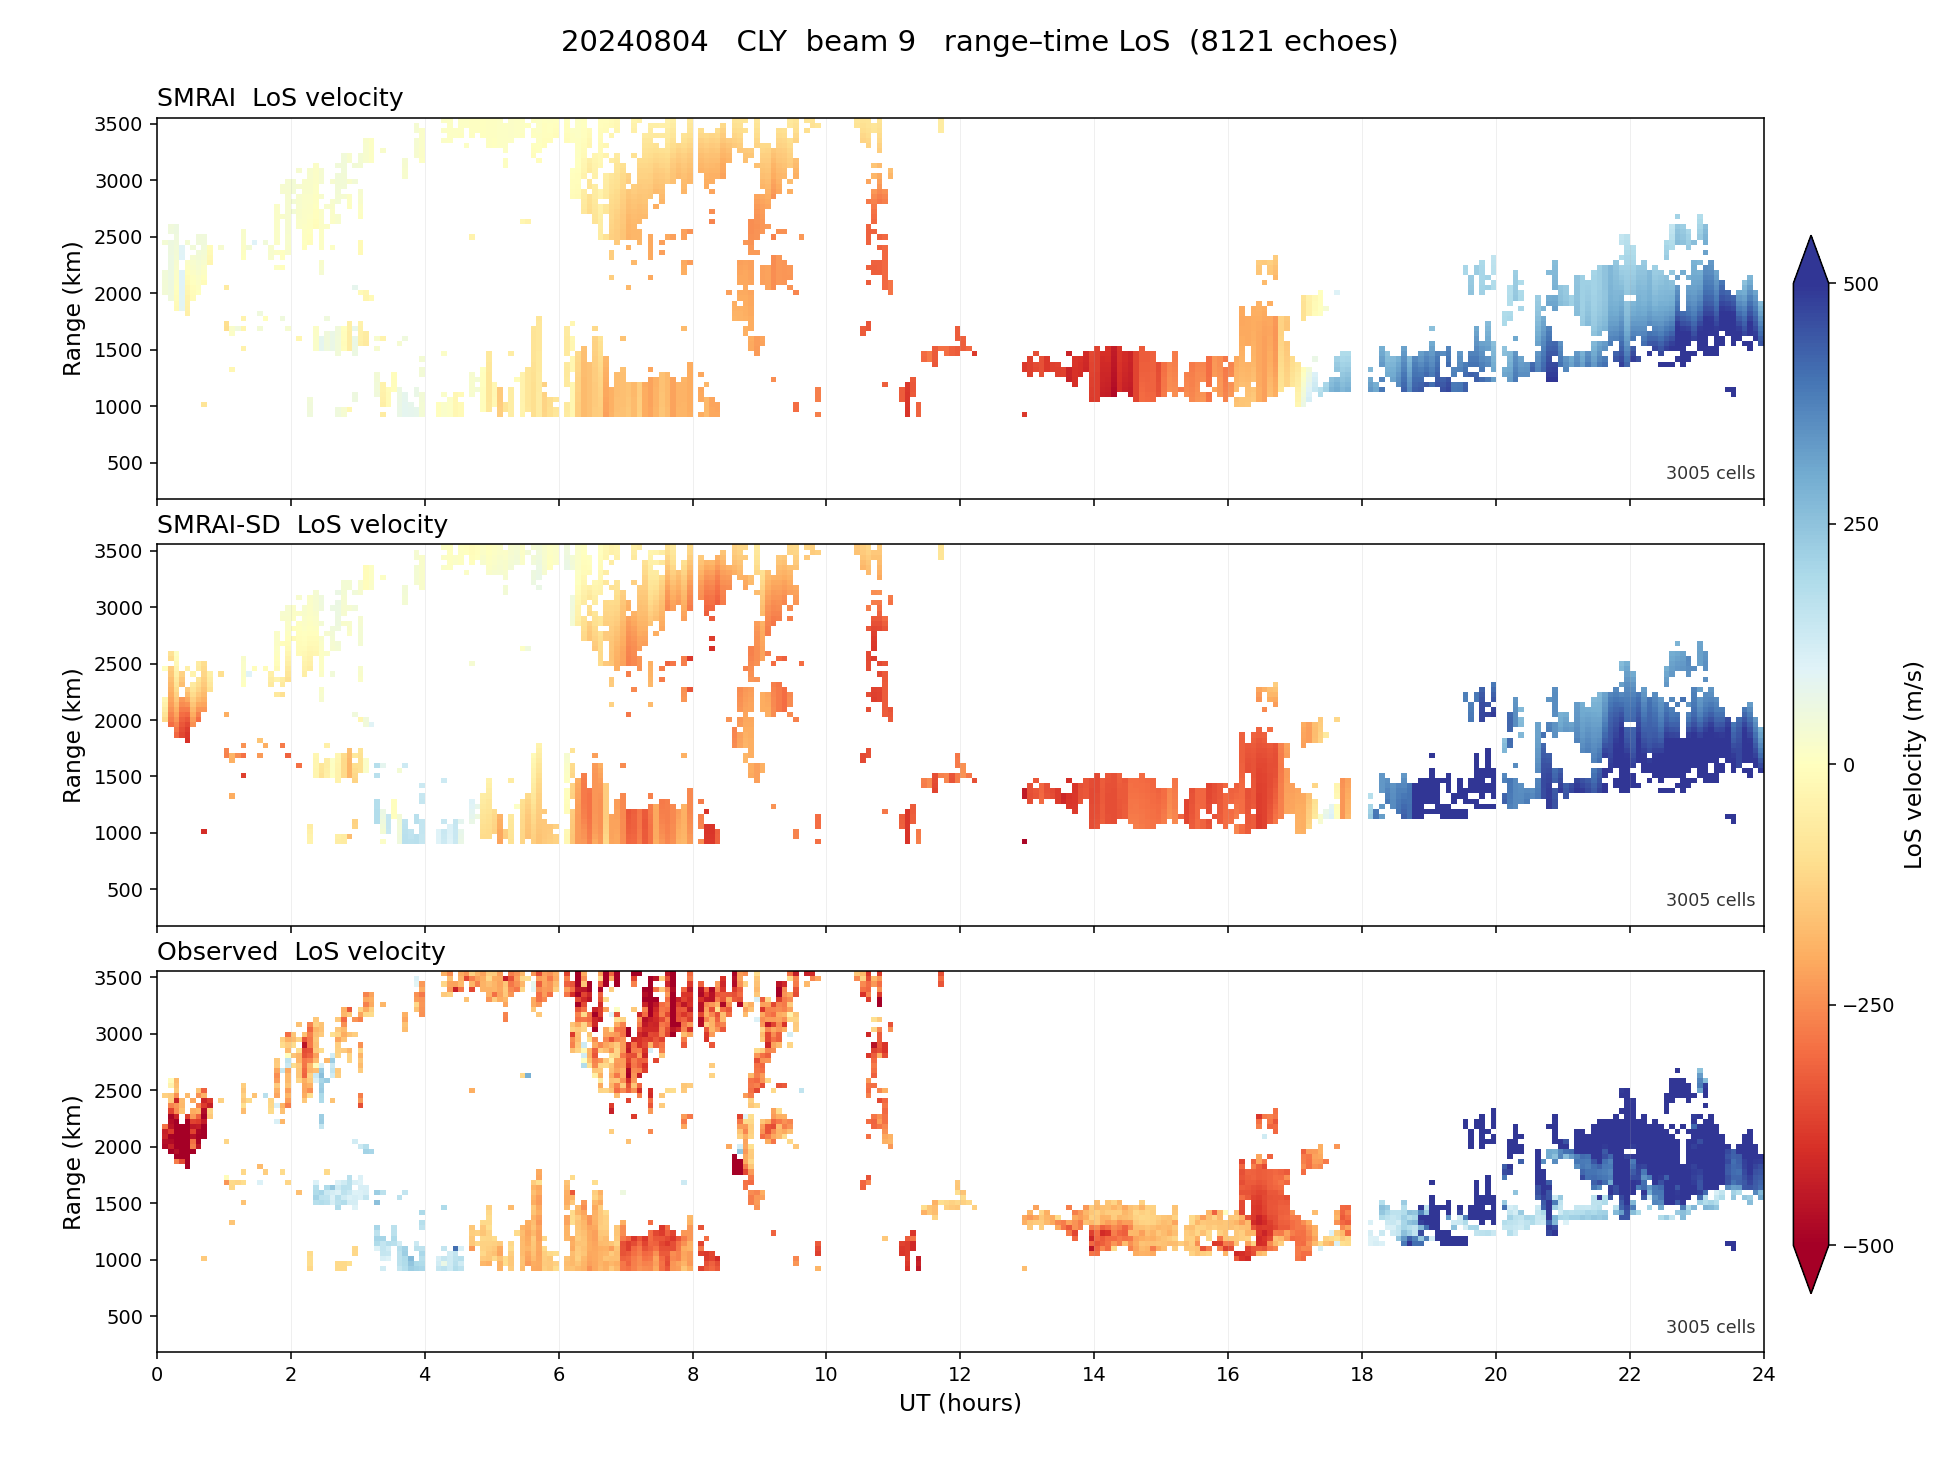 20240804   CLY  beam 9   range–time LoS  (8121 echoes)
SMRAI  LoS velocity
3500
3000
2500
2000
1500
1000
500
Range (km)
3005 cells
SMRAI-SD  LoS velocity
3500
3000
2500
2000
1500
1000
500
Range (km)
3005 cells
Observed  LoS velocity
3500
3000
2500
2000
1500
1000
500
Range (km)
3005 cells
0 2 4 6 8 10 12 14 16 18 20 22 24
UT (hours)
500
250
0
−250
−500
LoS velocity (m/s)